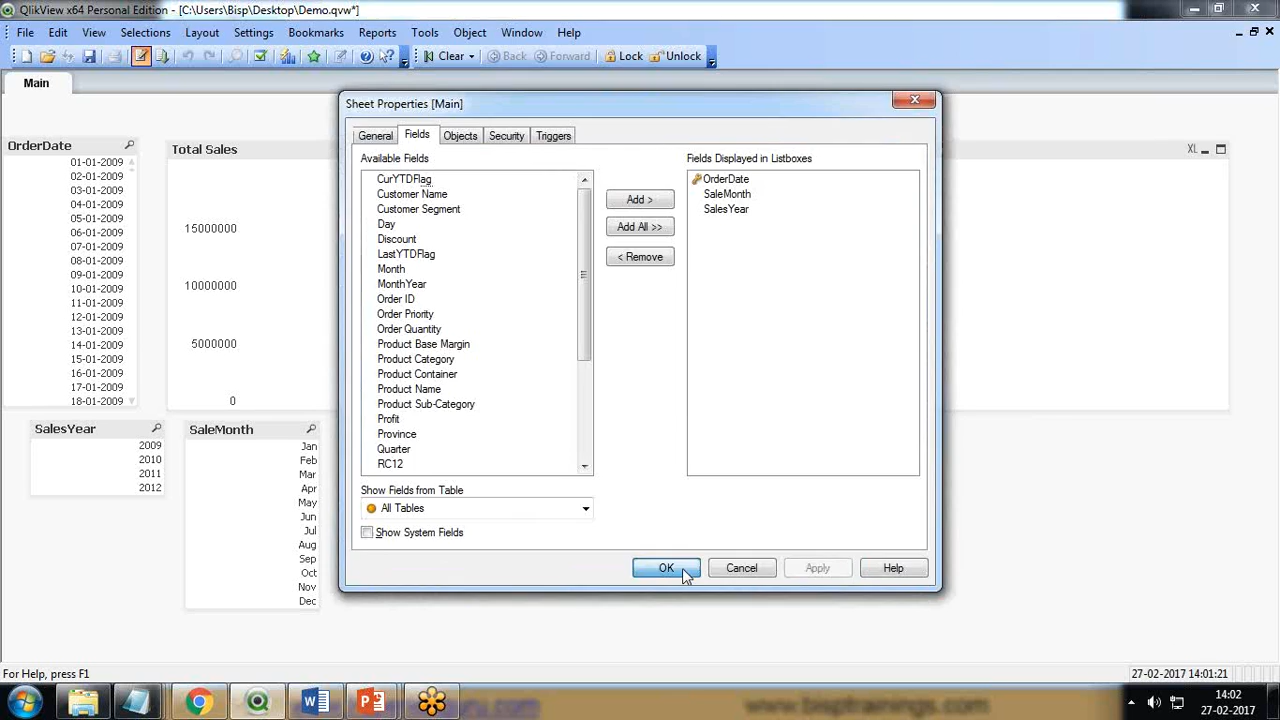 QlikView x64 Personal Edition - [C:\Users\Bisp\Desktop\Demo.qvw*]
File Edit View Selections Layout Settings Bookmarks Reports Tools Object Window Help
Clear Back Forward Lock Unlock
Main
Sheet Properties [Main]
General Fields Objects Security Triggers
OrderDate
01-01-2009
02-01-2009
03-01-2009
04-01-2009
05-01-2009
06-01-2009
07-01-2009
08-01-2009
09-01-2009
10-01-2009
11-01-2009
12-01-2009
13-01-2009
14-01-2009
15-01-2009
16-01-2009
17-01-2009
18-01-2009
Total Sales
XL
15000000
10000000
5000000
0
Available Fields
CurYTDFlag
Customer Name
Customer Segment
Day
Discount
LastYTDFlag
Month
MonthYear
Order ID
Order Priority
Order Quantity
Product Base Margin
Product Category
Product Container
Product Name
Product Sub-Category
Profit
Province
Quarter
RC12
Add >
Add All >>
< Remove
Fields Displayed in Listboxes
OrderDate
SaleMonth
SalesYear
Show Fields from Table
All Tables
Show System Fields
OK Cancel Apply Help
SalesYear
2009
2010
2011
2012
SaleMonth
Jan
Feb
Mar
Apr
May
Jun
Jul
Aug
Sep
Oct
Nov
Dec
For Help, press F1
27-02-2017 14:01:21
www.bisptrainings.com
14:02
27-02-2017